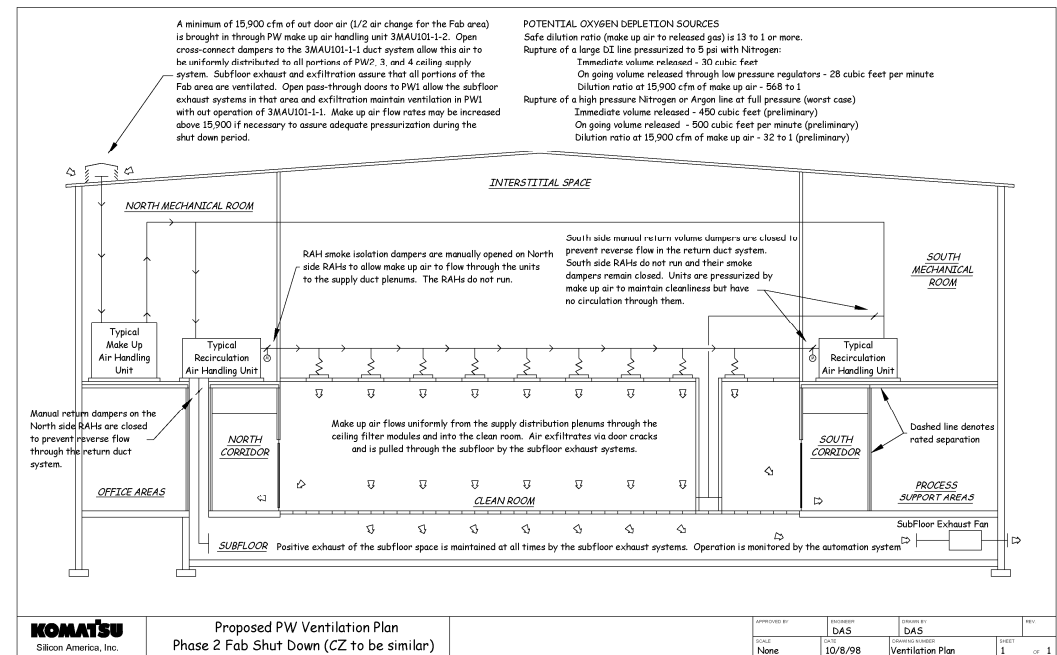 A minimum of 15,900 cfm of out door air (1/2 air change for the Fab area)
is brought in through PW make up air handling unit 3MAU101-1-2. Open
cross-connect dampers to the 3MAU101-1-1 duct system allow this air to
be uniformly distributed to all portions of PW2, 3, and 4 ceiling supply
system. Subfloor exhaust and exfiltration assure that all portions of the
Fab area are ventilated. Open pass-through doors to PW1 allow the subfloor
exhaust systems in that area and exfiltration maintain ventilation in PW1
with out operation of 3MAU101-1-1. Make up air flow rates may be increased
above 15,900 if necessary to assure adequate pressurization during the
shut down period.
POTENTIAL OXYGEN DEPLETION SOURCES
Safe dilution ratio (make up air to released gas) is 13 to 1 or more.
Rupture of a large DI line pressurized to 5 psi with Nitrogen:
Immediate volume released - 30 cubic feet
On going volume released through low pressure regulators - 28 cubic feet per minute
Dilution ratio at 15,900 cfm of make up air - 568 to 1
Rupture of a high pressure Nitrogen or Argon line at full pressure (worst case)
Immediate volume released - 450 cubic feet (preliminary)
On going volume released - 500 cubic feet per minute (preliminary)
Dilution ratio at 15,900 cfm of make up air - 32 to 1 (preliminary)
INTERSTITIAL SPACE
NORTH MECHANICAL ROOM
RAH smoke isolation dampers are manually opened on North
side RAHs to allow make up air to flow through the units
to the supply duct plenums. The RAHs do not run.
South side manual return volume dampers are closed to
prevent reverse flow in the return duct system.
South side RAHs do not run and their smoke
dampers remain closed. Units are pressurized by
make up air to maintain cleanliness but have
no circulation through them.
SOUTH
MECHANICAL
ROOM
Typical
Make Up
Air Handling
Unit
Typical
Recirculation
Air Handling Unit
Typical
Recirculation
Air Handling Unit
Manual return dampers on the
North side RAHs are closed
to prevent reverse flow
through the return duct
system.
NORTH
CORRIDOR
Make up air flows uniformly from the supply distribution plenums through the
ceiling filter modules and into the clean room. Air exfiltrates via door cracks
and is pulled through the subfloor by the subfloor exhaust systems.
SOUTH
CORRIDOR
Dashed line denotes
rated separation
OFFICE AREAS
CLEAN ROOM
PROCESS
SUPPORT AREAS
SubFloor Exhaust Fan
SUBFLOOR Positive exhaust of the subfloor space is maintained at all times by the subfloor exhaust systems. Operation is monitored by the automation system
KOMATSU
Silicon America, Inc.
Proposed PW Ventilation Plan
Phase 2 Fab Shut Down (CZ to be similar)
APPROVED BY
ENGINEER
DAS
DRAWN BY
DAS
REV.
SCALE
None
DATE
10/8/98
DRAWING NUMBER
Ventilation Plan
SHEET
1 OF 1